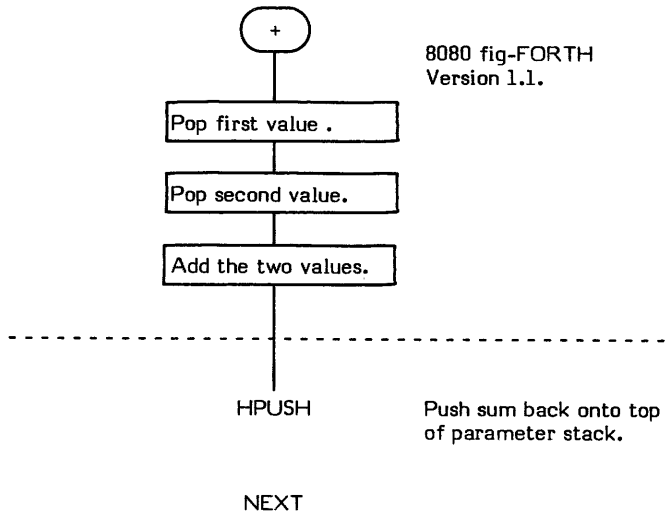 +
8080 fig-FORTH
Version 1.1.
Pop first value .
Pop second value.
Add the two values.
HPUSH
Push sum back onto top
of parameter stack.
NEXT